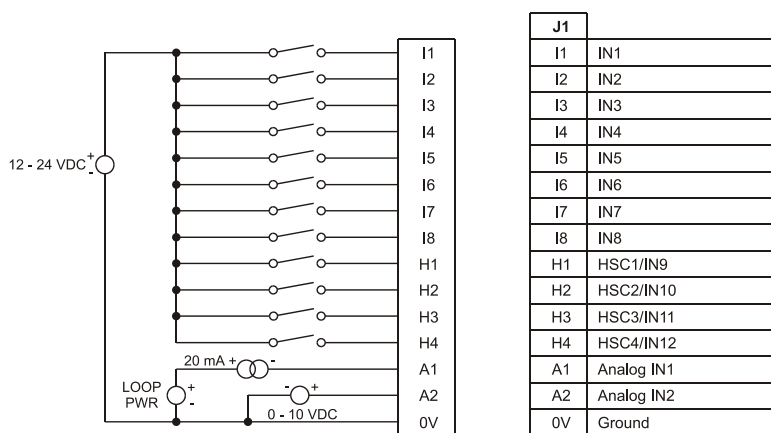 12 - 24 VDC
+
-
I1
I2
I3
I4
I5
I6
I7
I8
H1
H2
H3
H4
A1
A2
0V
20 mA + -
LOOP
PWR
+
-
- +
0 - 10 VDC
J1
I1 IN1
I2 IN2
I3 IN3
I4 IN4
I5 IN5
I6 IN6
I7 IN7
I8 IN8
H1 HSC1/IN9
H2 HSC2/IN10
H3 HSC3/IN11
H4 HSC4/IN12
A1 Analog IN1
A2 Analog IN2
0V Ground